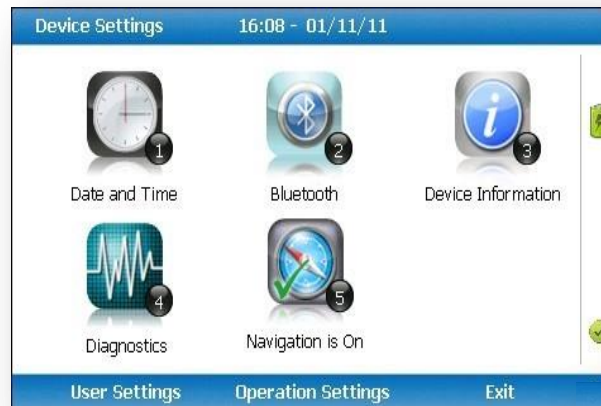 Device Settings 16:08 - 01/11/11
1 2 3
Date and Time Bluetooth Device Information
4 5
Diagnostics Navigation is On
User Settings Operation Settings Exit